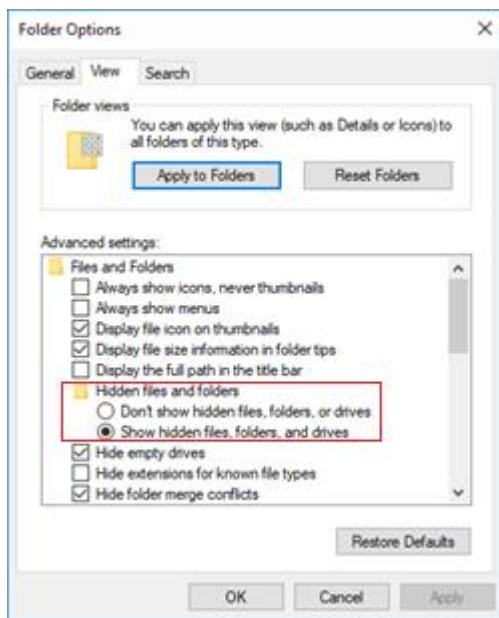 Folder Options
General View Search
Folder views
You can apply this view (such as Details or Icons) to
all folders of this type.
Apply to Folders Reset Folders
Advanced settings:
Files and Folders
Always show icons, never thumbnails
Always show menus
Display file icon on thumbnails
Display file size information in folder tips
Display the full path in the title bar
Hidden files and folders
Don't show hidden files, folders, or drives
Show hidden files, folders, and drives
Hide empty drives
Hide extensions for known file types
Hide folder merge conflicts
Restore Defaults
OK Cancel Apply